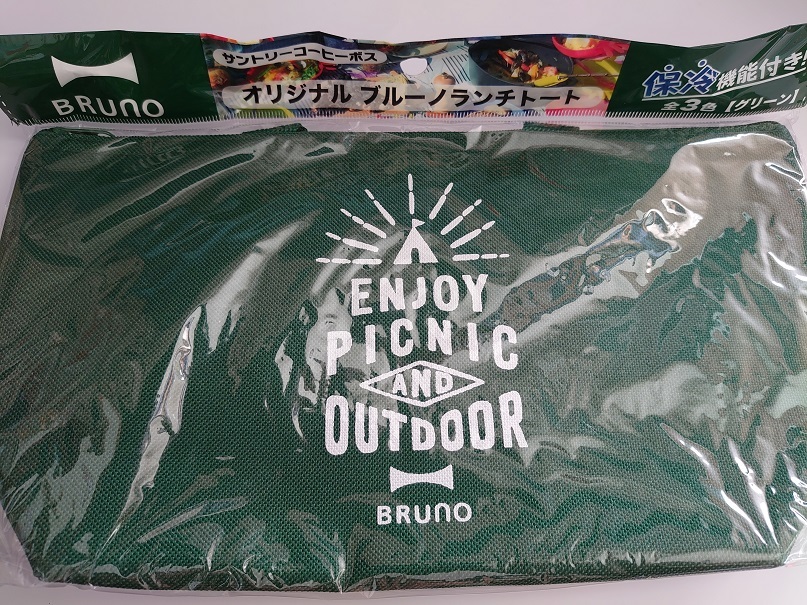 BRUNO
サントリーコーヒーボス
オリジナル ブルーノランチトート
保冷機能付き!!
全3色【グリーン】
ENJOY
PICNIC
AND
OUTDOOR
BRUNO